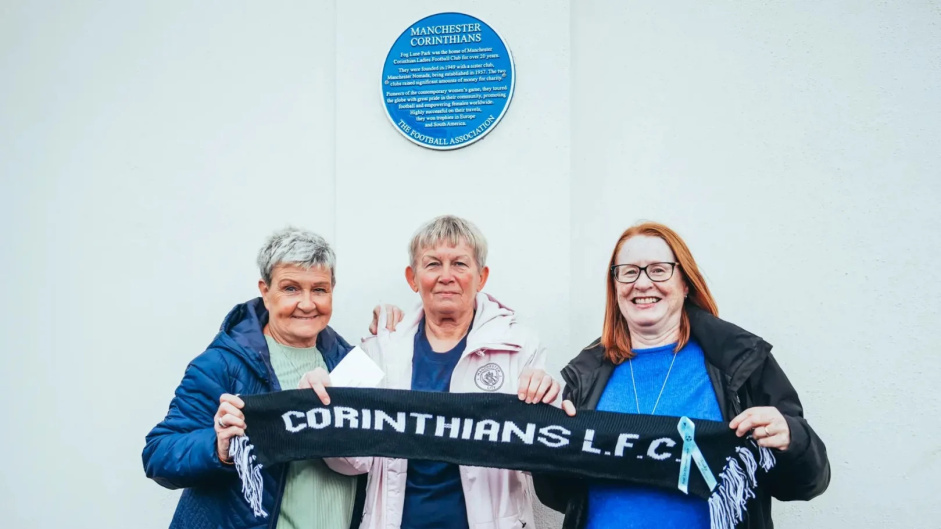 MANCHESTER
CORINTHIANS
Fog Lane Park was the home of Manchester
Corinthian Ladies Football Club for over 20 years.
They were founded in 1949 with a sister club,
Manchester Nomads, being established in 1957. The two
clubs raised significant amounts of money for charity.
Pioneers of the contemporary women's game, they toured
the globe with great pride in their community, promoting
football and empowering females worldwide.
Highly successful on their travels,
they won trophies in Europe
and South America.
THE FOOTBALL ASSOCIATION
MANCHESTER
CORINTHIANS L.F.C.